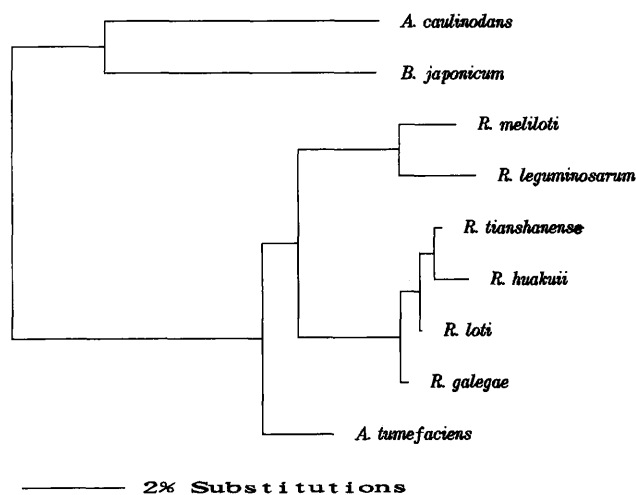 A. caulinodans
B. japonicum
R. meliloti
R. leguminosarum
R. tianshanense
R. huakuii
R. loti
R. galegae
A. tumefaciens
2% Substitutions